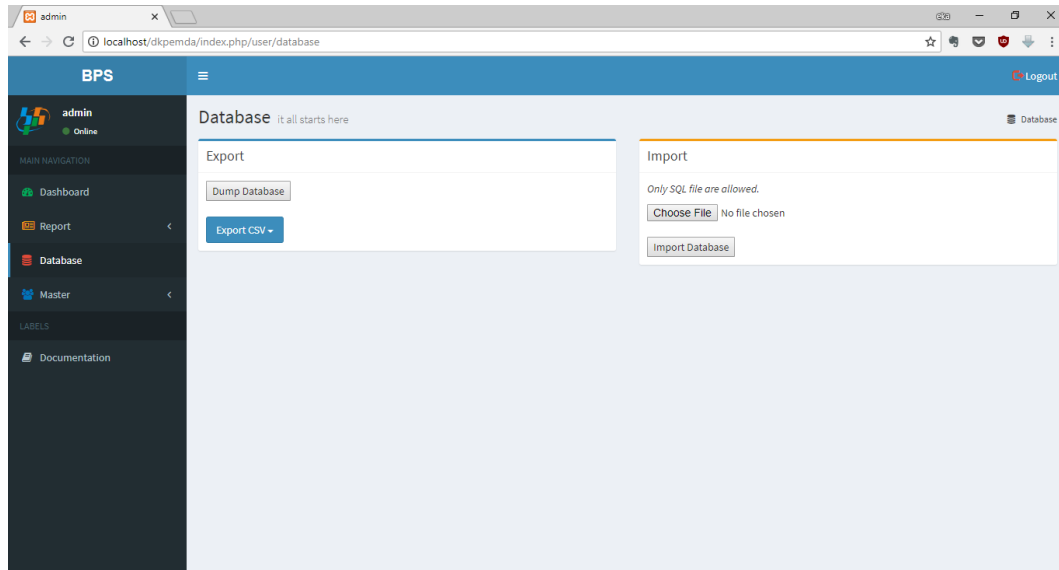 admin
localhost/dkpemda/index.php/user/database
BPS
Logout
admin
Online
Database it all starts here
Database
MAIN NAVIGATION
Export
Import
Dashboard
Dump Database
Only SQL file are allowed.
Choose File No file chosen
Report
Export CSV
Import Database
Database
Master
LABELS
Documentation